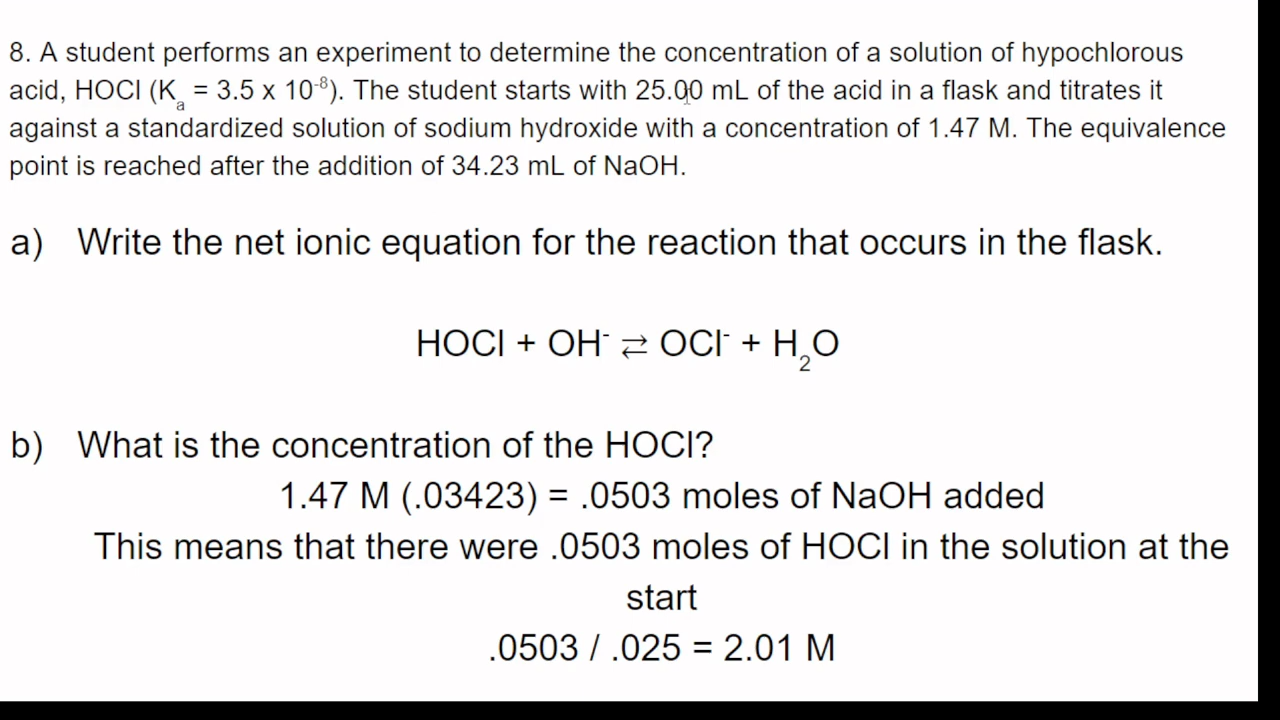 8. A student performs an experiment to determine the concentration of a solution of hypochlorous
acid, HOCl (Kₐ = 3.5 x 10⁻⁸). The student starts with 25.00 mL of the acid in a flask and titrates it
against a standardized solution of sodium hydroxide with a concentration of 1.47 M. The equivalence
point is reached after the addition of 34.23 mL of NaOH.
a) Write the net ionic equation for the reaction that occurs in the flask.
HOCl + OH⁻ ⇄ OCl⁻ + H₂O
b) What is the concentration of the HOCl?
1.47 M (.03423) = .0503 moles of NaOH added
This means that there were .0503 moles of HOCl in the solution at the
start
.0503 / .025 = 2.01 M